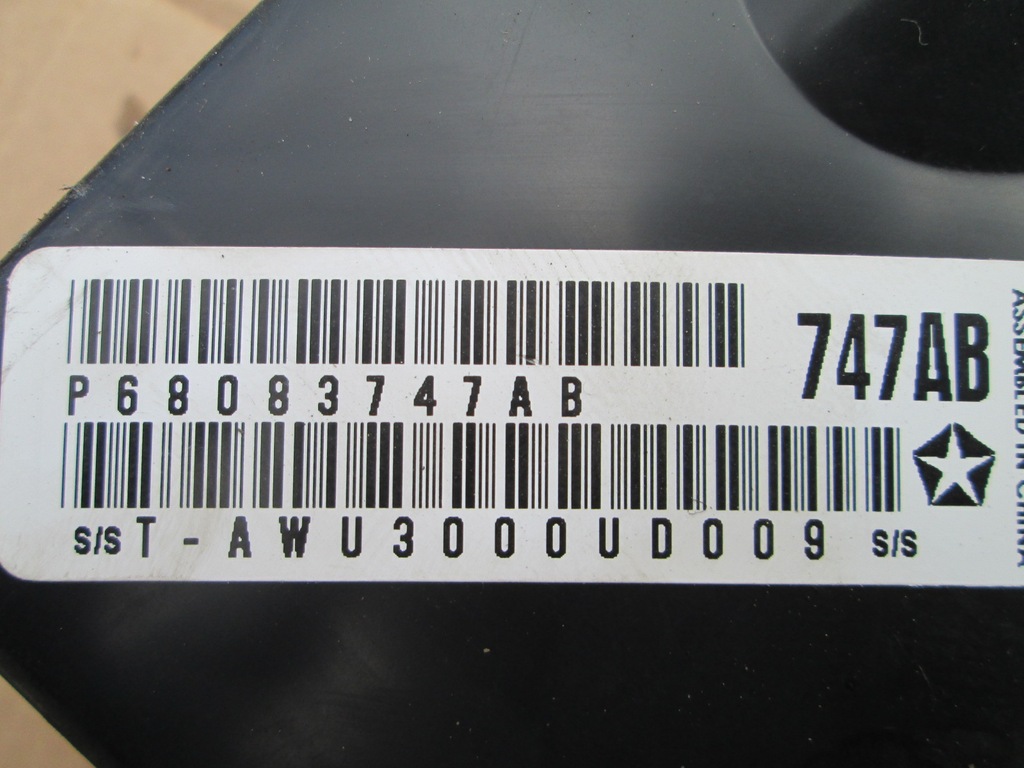 P68083747AB
747AB
S/S T-AWU3000UD009 S/S
ASSEMBLED IN CHINA